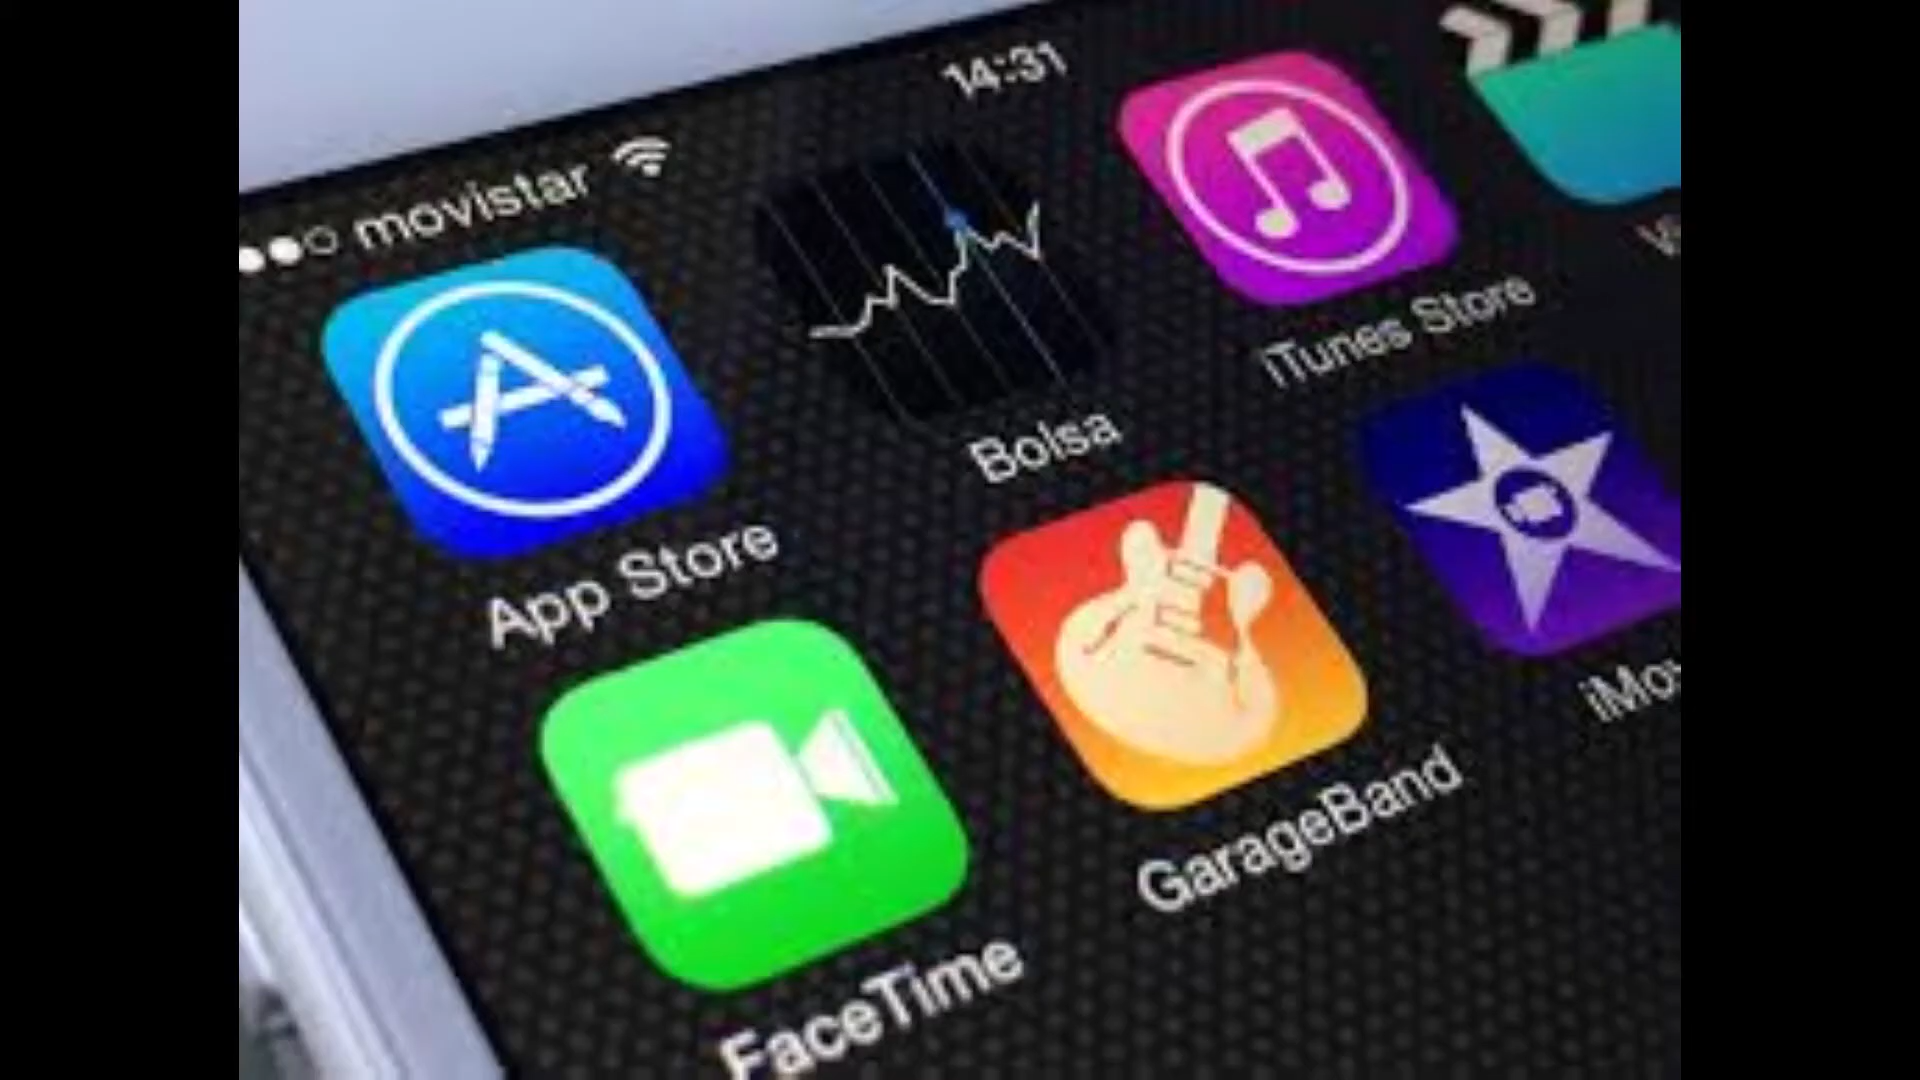 movistar
14:31
App Store
Bolsa
iTunes Store
FaceTime
GarageBand